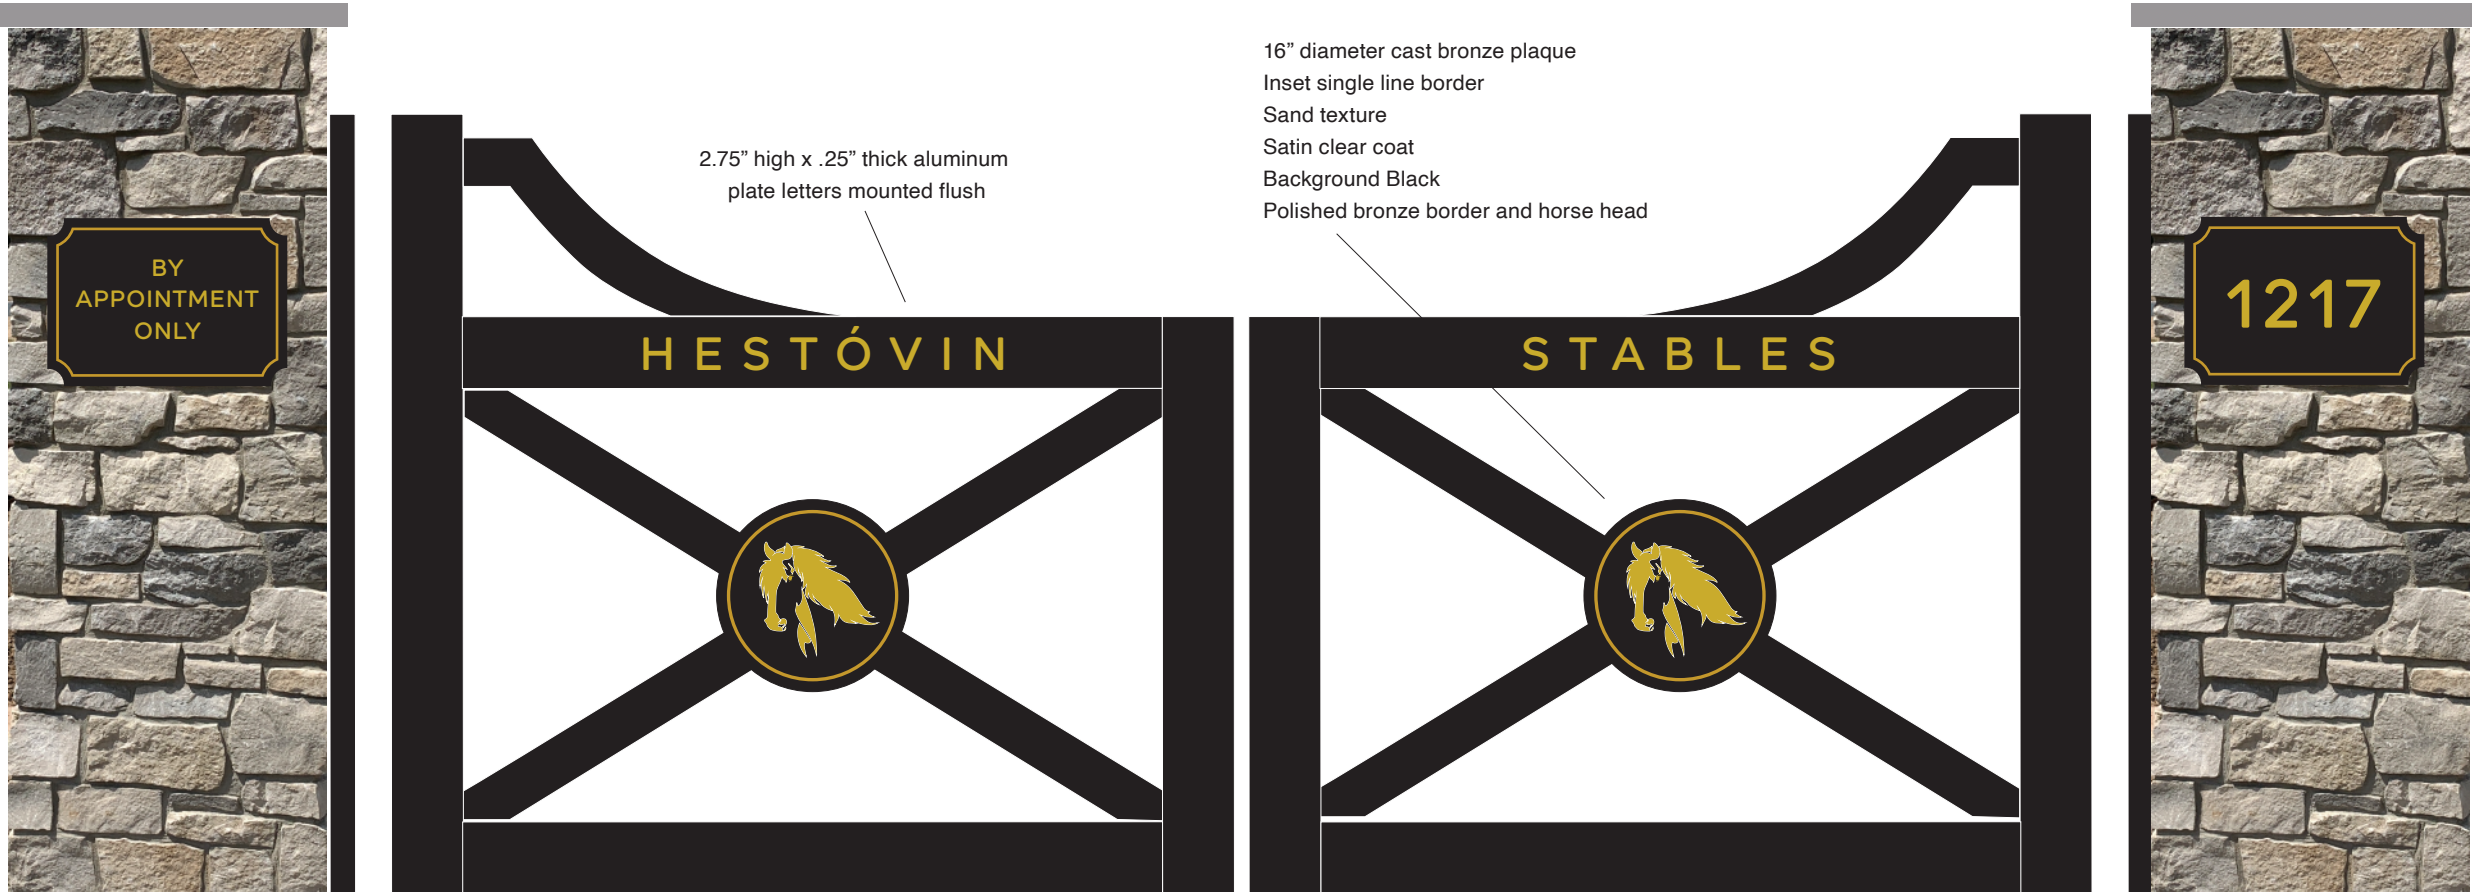 16” diameter cast bronze plaque
Inset single line border
Sand texture
Satin clear coat
Background Black
Polished bronze border and horse head
2.75” high x .25” thick aluminum
plate letters mounted flush
BY
APPOINTMENT
ONLY
HESTÓVIN
STABLES
1217